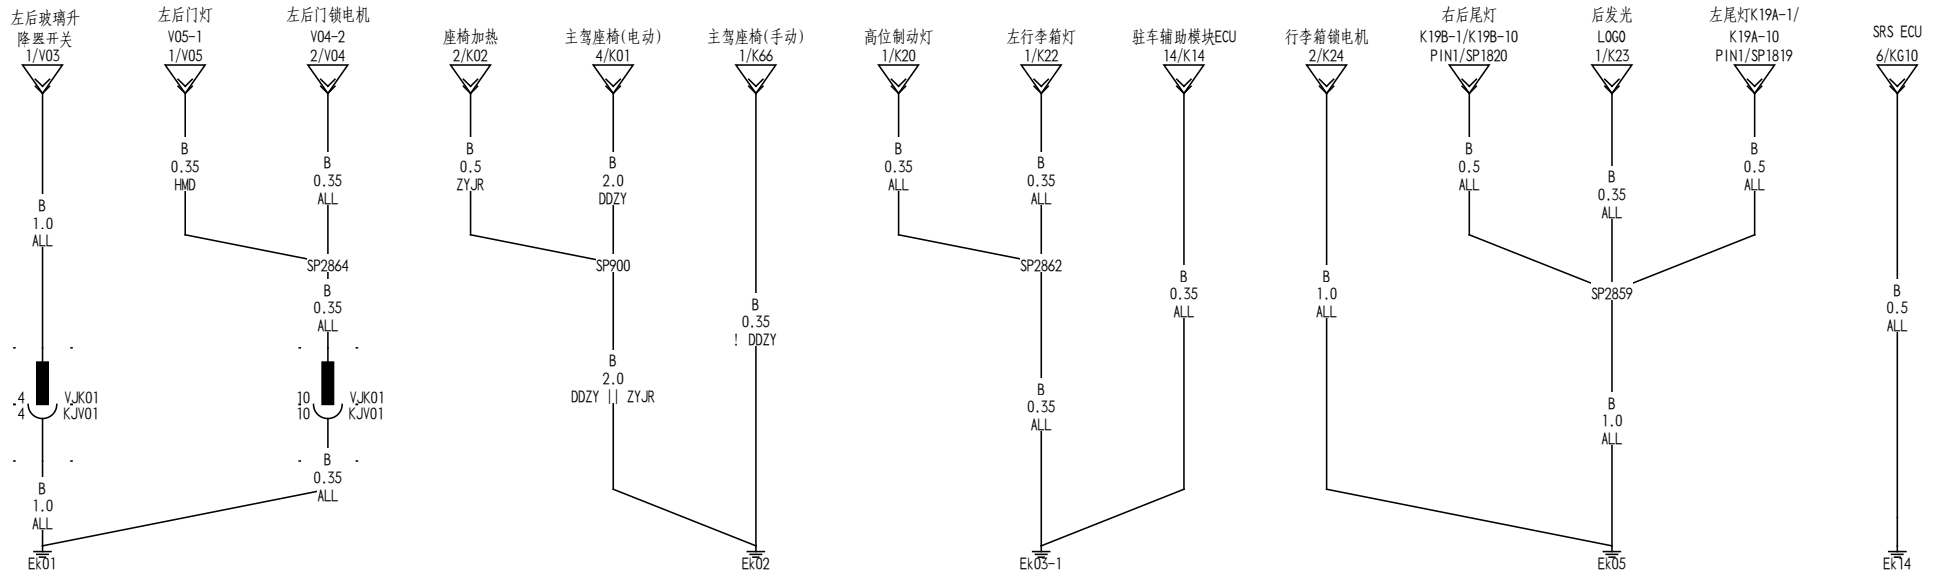 左后玻璃升
降器开关
1/V03
左后门灯
V05-1
1/V05
左后门锁电机
V04-2
2/V04
座椅加热
2/K02
主驾座椅(电动)
4/K01
主驾座椅(手动)
1/K66
高位制动灯
1/K20
左行李箱灯
1/K22
驻车辅助模块ECU
14/K14
行李箱锁电机
2/K24
右后尾灯
K19B-1/K19B-10
PIN1/SP1820
后发光
LOGO
1/K23
左尾灯K19A-1/
K19A-10
PIN1/SP1819
SRS ECU
6/KG10
B
1.0
ALL
B
0.35
HMD
B
0.35
ALL
B
0.5
ZYJR
B
2.0
DDZY
B
0.35
ALL
B
0.35
ALL
B
0.5
ALL
B
0.35
ALL
B
0.5
ALL
SP2864
SP900
SP2862
SP2859
B
0.35
ALL
B
0.35
! DDZY
B
0.35
ALL
B
1.0
ALL
B
0.5
ALL
B
2.0
DDZY || ZYJR
B
0.35
ALL
B
1.0
ALL
4 VJK01
4 KJV01
10 VJK01
10 KJV01
B
1.0
ALL
B
0.35
ALL
Ek01
Ek02
Ek03-1
Ek05
Ek14